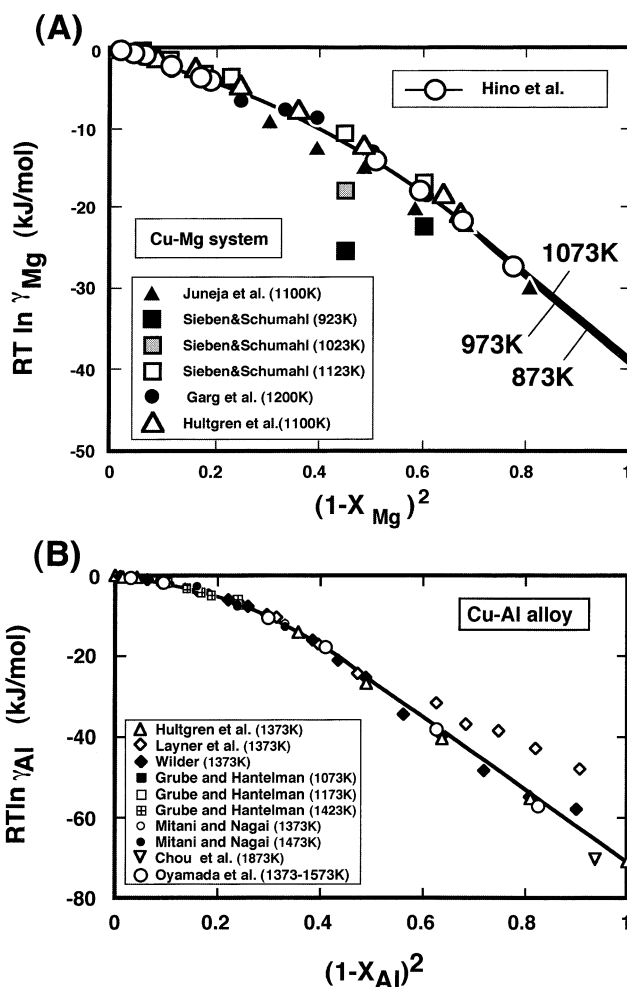 (A)
0
-10
-20
-30
-40
-50
RT ln γMg (kJ/mol)
Hino et al.
Cu-Mg system
Juneja et al. (1100K)
Sieben&Schumahl (923K)
Sieben&Schumahl (1023K)
Sieben&Schumahl (1123K)
Garg et al. (1200K)
Hultgren et al.(1100K)
1073K
973K
873K
0 0.2 0.4 0.6 0.8 1
(1-X Mg )2
(B)
0
-20
-40
-60
-80
RTln γAl (kJ/mol)
Cu-Al alloy
Hultgren et al. (1373K)
Layner et al. (1373K)
Wilder (1373K)
Grube and Hantelman (1073K)
Grube and Hantelman (1173K)
Grube and Hantelman (1423K)
Mitani and Nagai (1373K)
Mitani and Nagai (1473K)
Chou et al. (1873K)
Oyamada et al. (1373-1573K)
0 0.2 0.4 0.6 0.8 1
(1-XAl)2